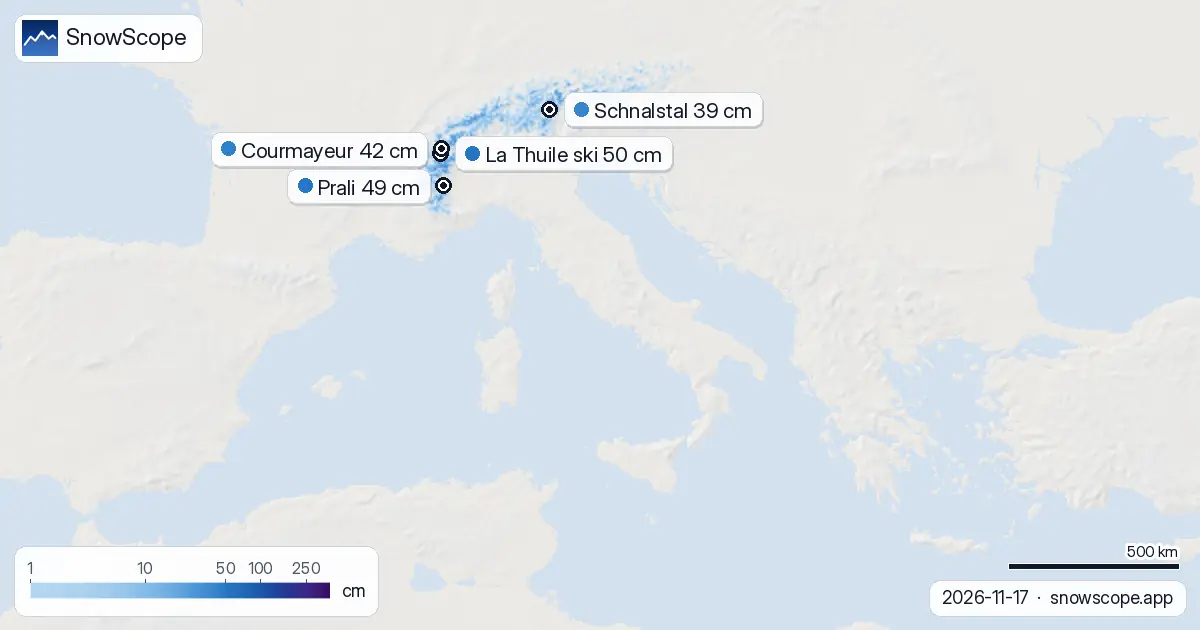 SnowScope
Schnalstal 39 cm
Courmayeur 42 cm
La Thuile ski 50 cm
Prali 49 cm
1 10 50 100 250
cm
500 km
2026-11-17 · snowscope.app